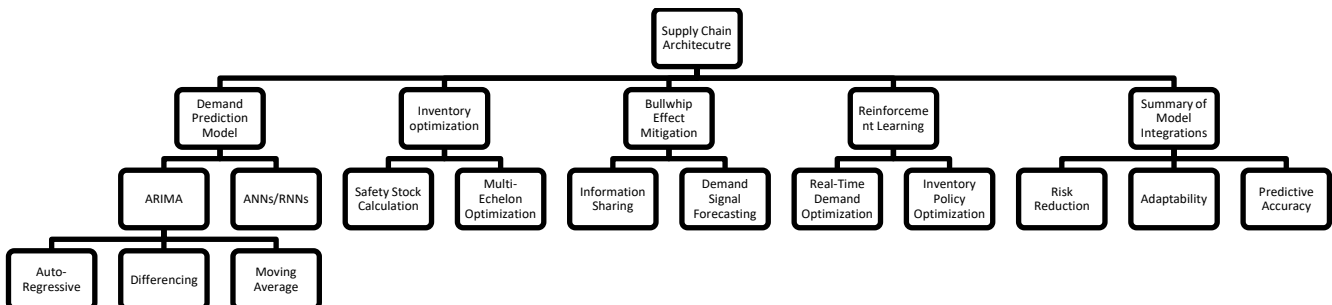 Supply Chain
Architecutre
Demand
Prediction
Model
Inventory
optimization
Bullwhip
Effect
Mitigation
Reinforceme
nt Learning
Summary of
Model
Integrations
ARIMA
ANNs/RNNs
Safety Stock
Calculation
Multi-
Echelon
Optimization
Information
Sharing
Demand
Signal
Forecasting
Real-Time
Demand
Optimization
Inventory
Policy
Optimization
Risk
Reduction
Adaptability
Predictive
Accuracy
Auto-
Regressive
Differencing
Moving
Average